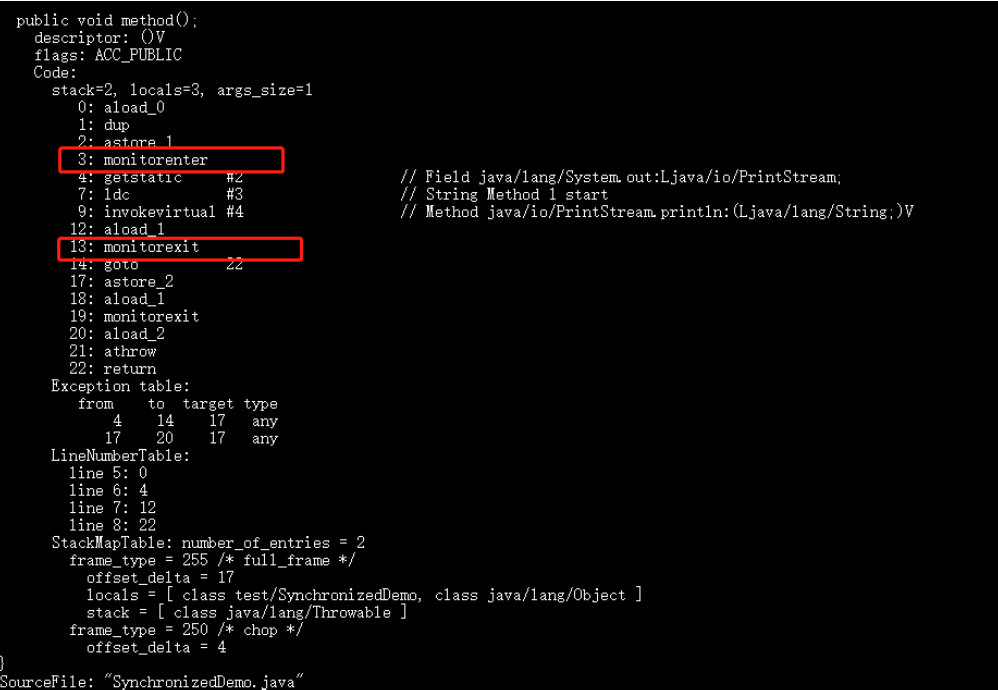 public void method();
descriptor: ()V
flags: ACC_PUBLIC
Code:
stack=2, locals=3, args_size=1
0: aload_0
1: dup
2: astore_1
3: monitorenter
4: getstatic #2 // Field java/lang/System.out:Ljava/io/PrintStream;
7: ldc #3 // String Method 1 start
9: invokevirtual #4 // Method java/io/PrintStream.println:(Ljava/lang/String;)V
12: aload_1
13: monitorexit
14: goto 22
17: astore_2
18: aload_1
19: monitorexit
20: aload_2
21: athrow
22: return
Exception table:
from to target type
4 14 17 any
17 20 17 any
LineNumberTable:
line 5: 0
line 6: 4
line 7: 12
line 8: 22
StackMapTable: number_of_entries = 2
frame_type = 255 /* full_frame */
offset_delta = 17
locals = [ class test/SynchronizedDemo, class java/lang/Object ]
stack = [ class java/lang/Throwable ]
frame_type = 250 /* chop */
offset_delta = 4
}
SourceFile: "SynchronizedDemo.java"